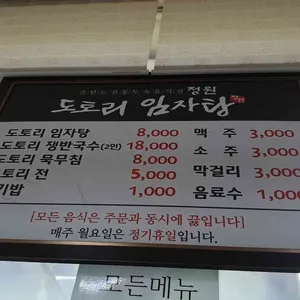 정원
도토리 임자탕
도토리 임자탕 8,000 맥주 3,000
도토리 쟁반국수(2인) 18,000 소주 3,000
도토리 묵무침 8,000 막걸리 3,000
도토리 전 5,000 음료수 1,000
기밥 1,000
[모든 음식은 주문과 동시에 끓입니다]
매주 월요일은 정기휴일입니다.
모든메뉴